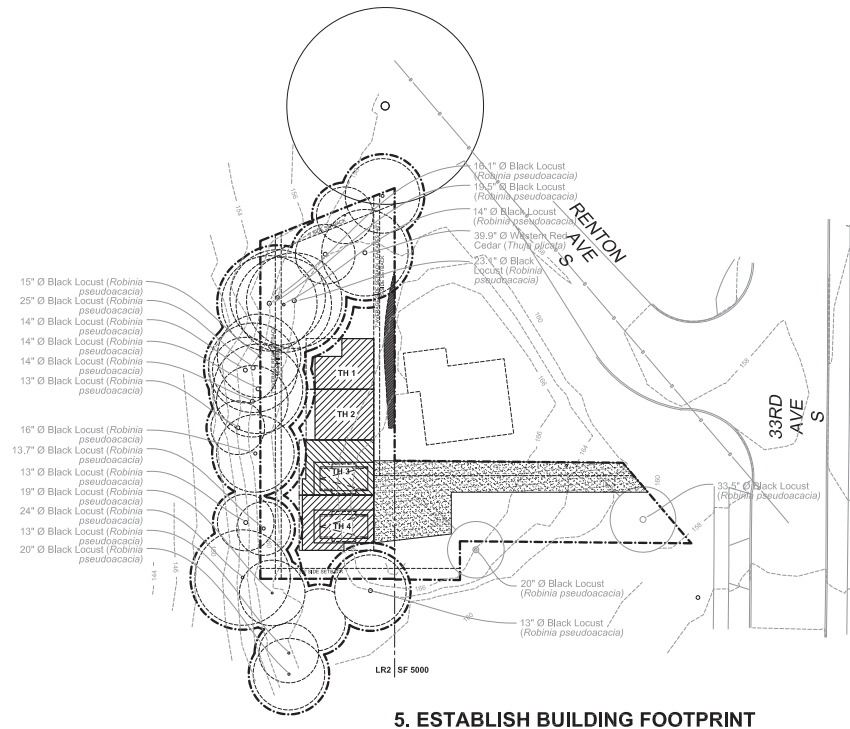 16.1" Ø Black Locust
(Robinia pseudoacacia)
19.5" Ø Black Locust
(Robinia pseudoacacia)
14" Ø Black Locust
(Robinia pseudoacacia)
39.9" Ø Western Red
Cedar (Thuja plicata)
23.1" Ø Black
Locust (Robinia
pseudoacacia)
RENTON
AVE
S
15" Ø Black Locust (Robinia
pseudoacacia)
25" Ø Black Locust (Robinia
pseudoacacia)
14" Ø Black Locust (Robinia
pseudoacacia)
14" Ø Black Locust (Robinia
pseudoacacia)
14" Ø Black Locust (Robinia
pseudoacacia)
13" Ø Black Locust (Robinia
pseudoacacia)
16" Ø Black Locust (Robinia
pseudoacacia)
13.7" Ø Black Locust (Robinia
pseudoacacia)
13" Ø Black Locust (Robinia
pseudoacacia)
19" Ø Black Locust (Robinia
pseudoacacia)
24" Ø Black Locust (Robinia
pseudoacacia)
13" Ø Black Locust (Robinia
pseudoacacia)
20" Ø Black Locust (Robinia
pseudoacacia)
TH 1
TH 2
TH 3
TH 4
33RD
AVE
S
33.5" Ø Black Locust
(Robinia pseudoacacia)
20" Ø Black Locust
(Robinia pseudoacacia)
13" Ø Black Locust
(Robinia pseudoacacia)
SIDE SETBACK
LR2 SF 5000
5. ESTABLISH BUILDING FOOTPRINT